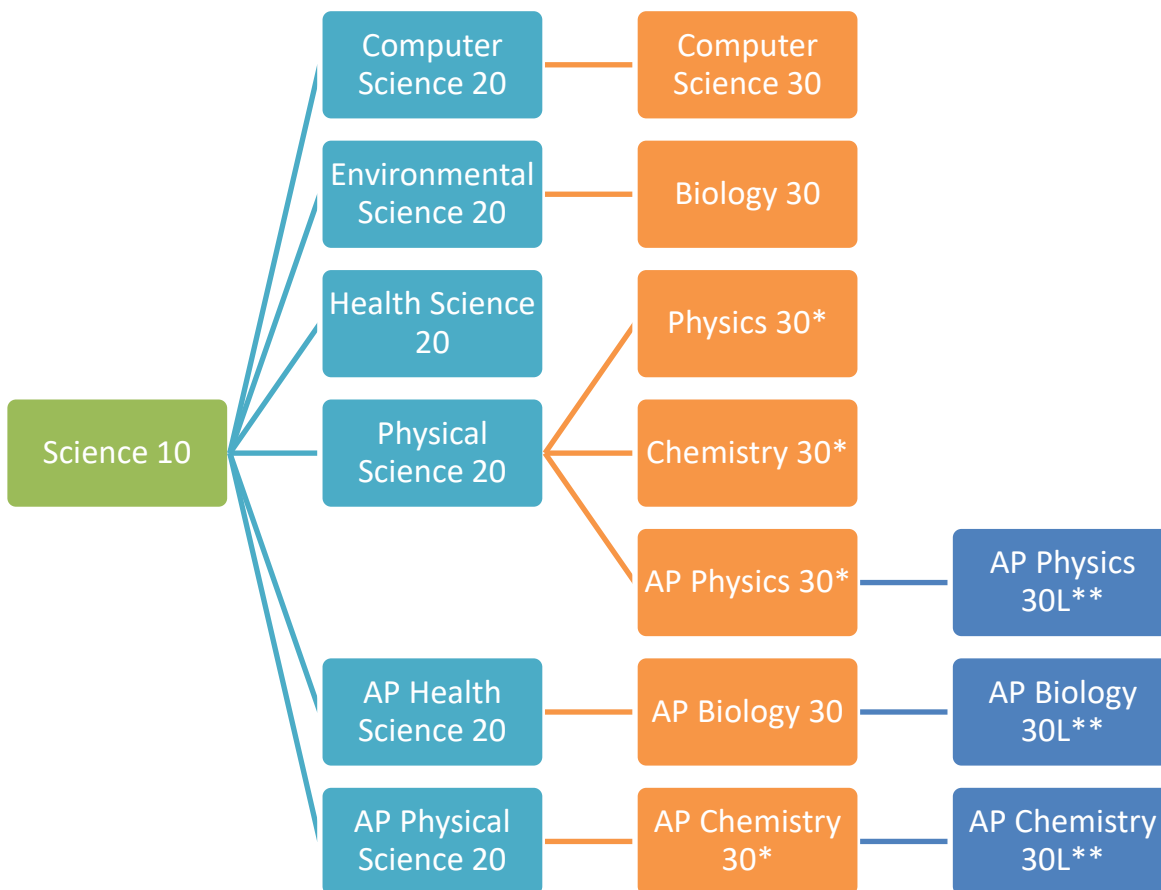 Computer
Science 20
Computer
Science 30
Environmental
Science 20
Biology 30
Health Science
20
Physics 30*
Science 10
Physical
Science 20
Chemistry 30*
AP Physics 30*
AP Physics
30L**
AP Health
Science 20
AP Biology 30
AP Biology
30L**
AP Physical
Science 20
AP Chemistry
30*
AP Chemistry
30L**